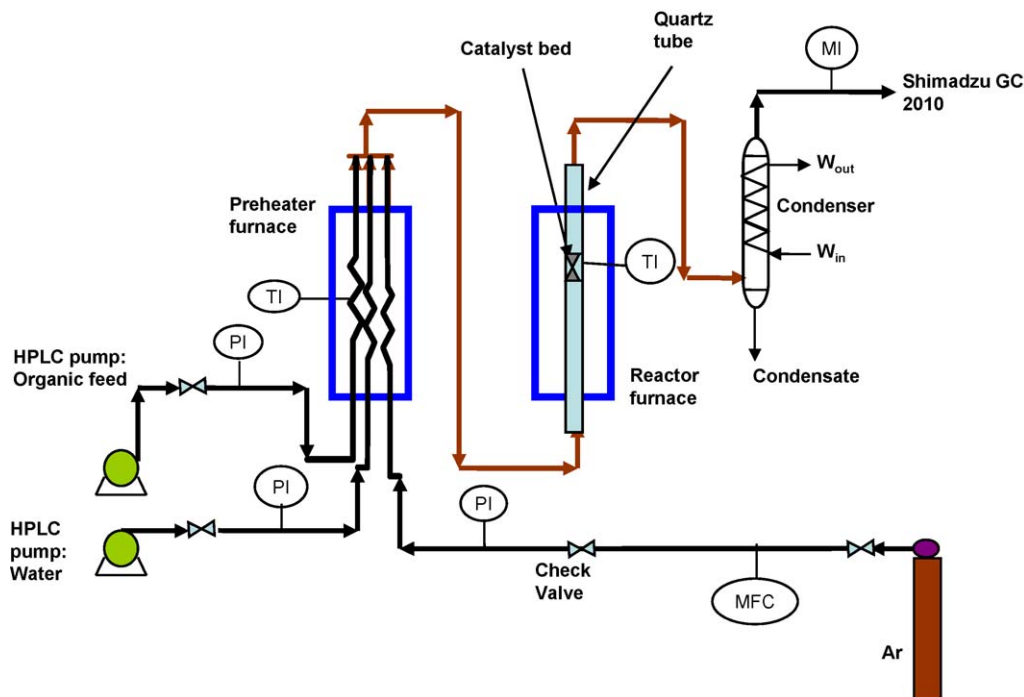 Quartz
tube
Catalyst bed
MI
Shimadzu GC
2010
Preheater
furnace
Wout
Condenser
Win
TI
TI
PI
HPLC pump:
Organic feed
Reactor
furnace
Condensate
PI
PI
HPLC
pump:
Water
Check
Valve
MFC
Ar